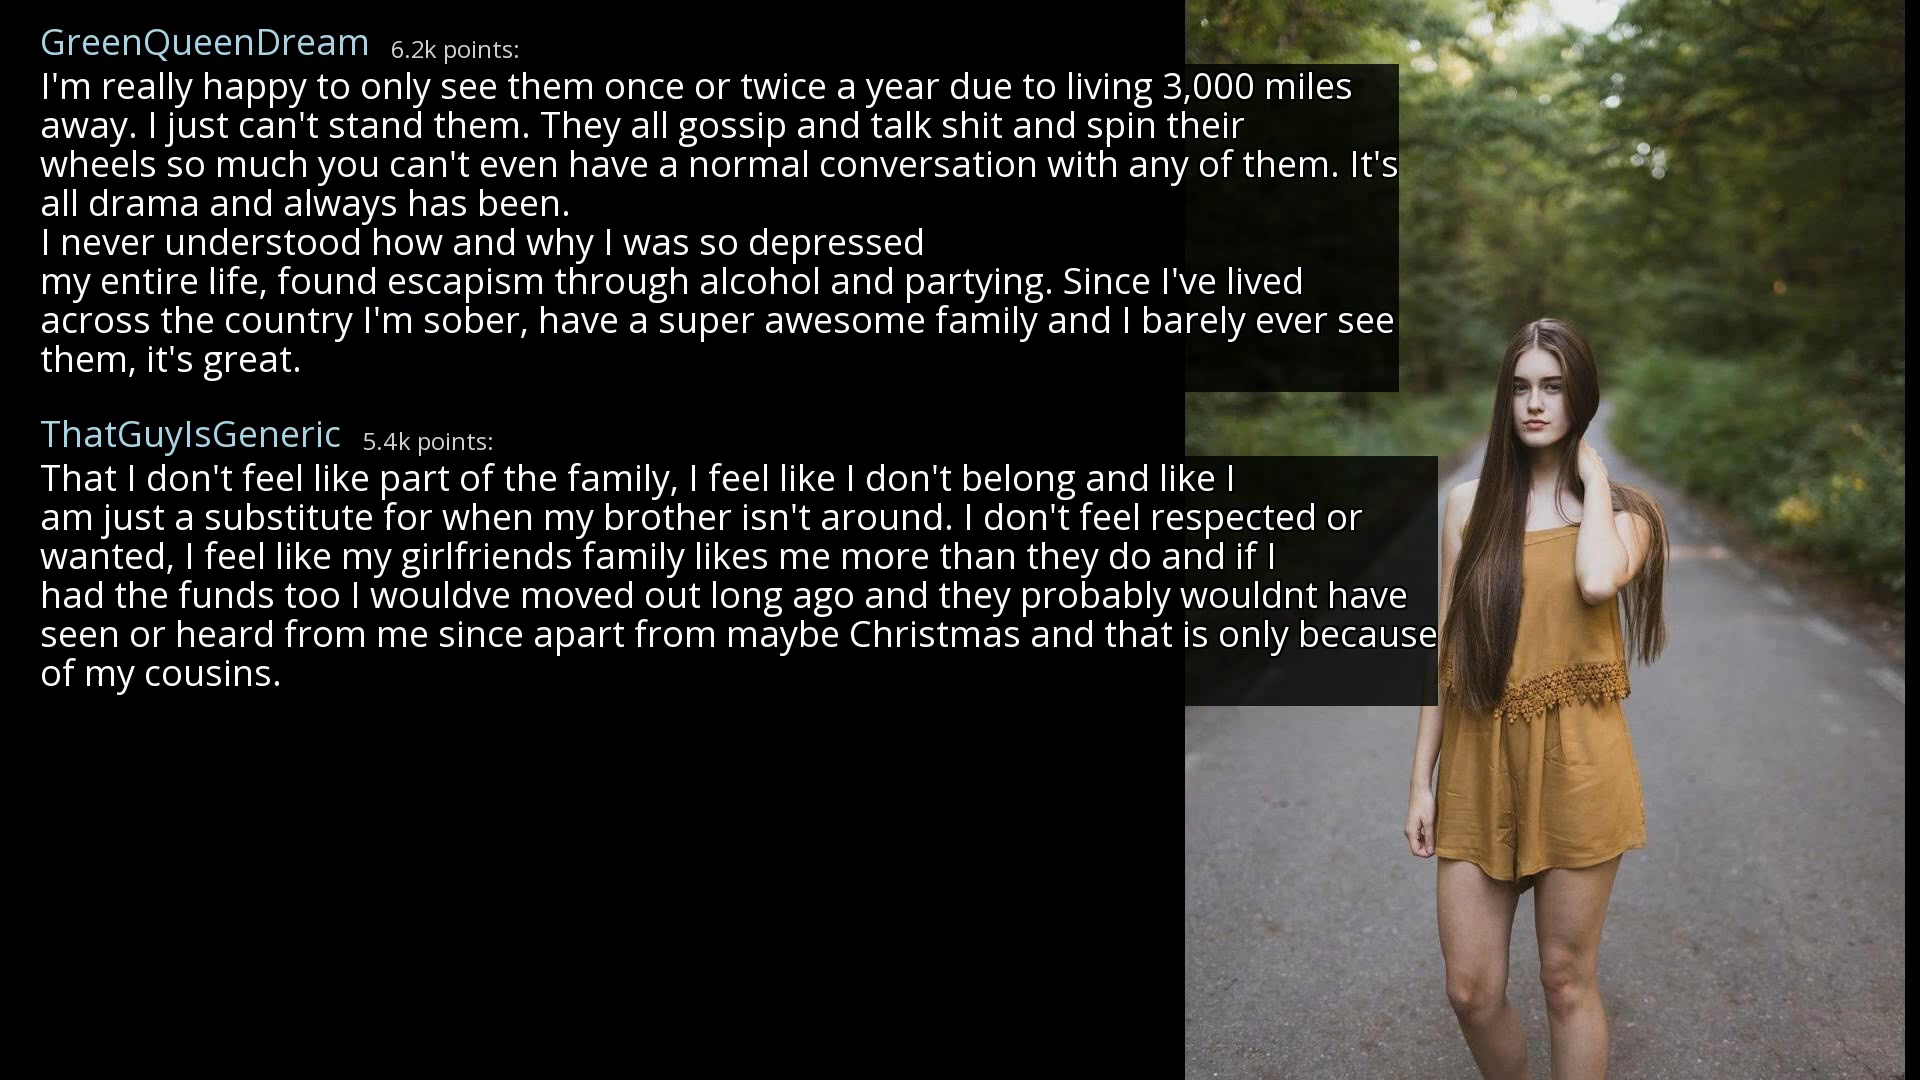 GreenQueenDream 6.2k points:
I'm really happy to only see them once or twice a year due to living 3,000 miles
away. I just can't stand them. They all gossip and talk shit and spin their
wheels so much you can't even have a normal conversation with any of them. It's
all drama and always has been.
I never understood how and why I was so depressed
my entire life, found escapism through alcohol and partying. Since I've lived
across the country I'm sober, have a super awesome family and I barely ever see
them, it's great.
ThatGuyIsGeneric 5.4k points:
That I don't feel like part of the family, I feel like I don't belong and like I
am just a substitute for when my brother isn't around. I don't feel respected or
wanted, I feel like my girlfriends family likes me more than they do and if I
had the funds too I wouldve moved out long ago and they probably wouldnt have
seen or heard from me since apart from maybe Christmas and that is only because
of my cousins.